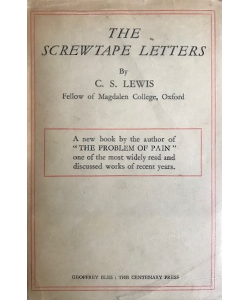 THE
SCREWTAPE LETTERS
By
C. S. LEWIS
Fellow of Magdalen College, Oxford
A new book by the author of
"THE PROBLEM OF PAIN"
one of the most widely read and
discussed works of recent years.
GEOFFREY BLES : THE CENTENARY PRESS